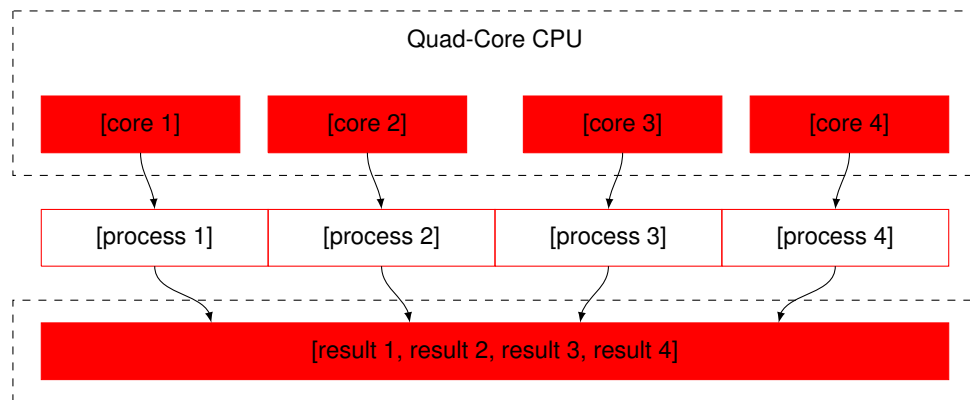 Quad-Core CPU
[core 1] [core 2] [core 3] [core 4]
[process 1] [process 2] [process 3] [process 4]
[result 1, result 2, result 3, result 4]